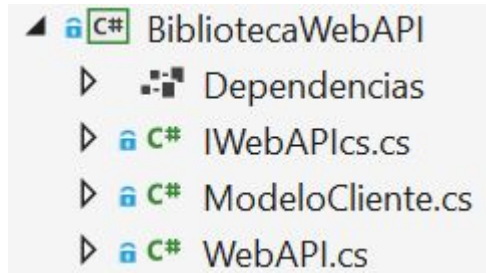 C# BibliotecaWebAPI
Dependencias
C# IWebAPIcs.cs
C# ModeloCliente.cs
C# WebAPI.cs